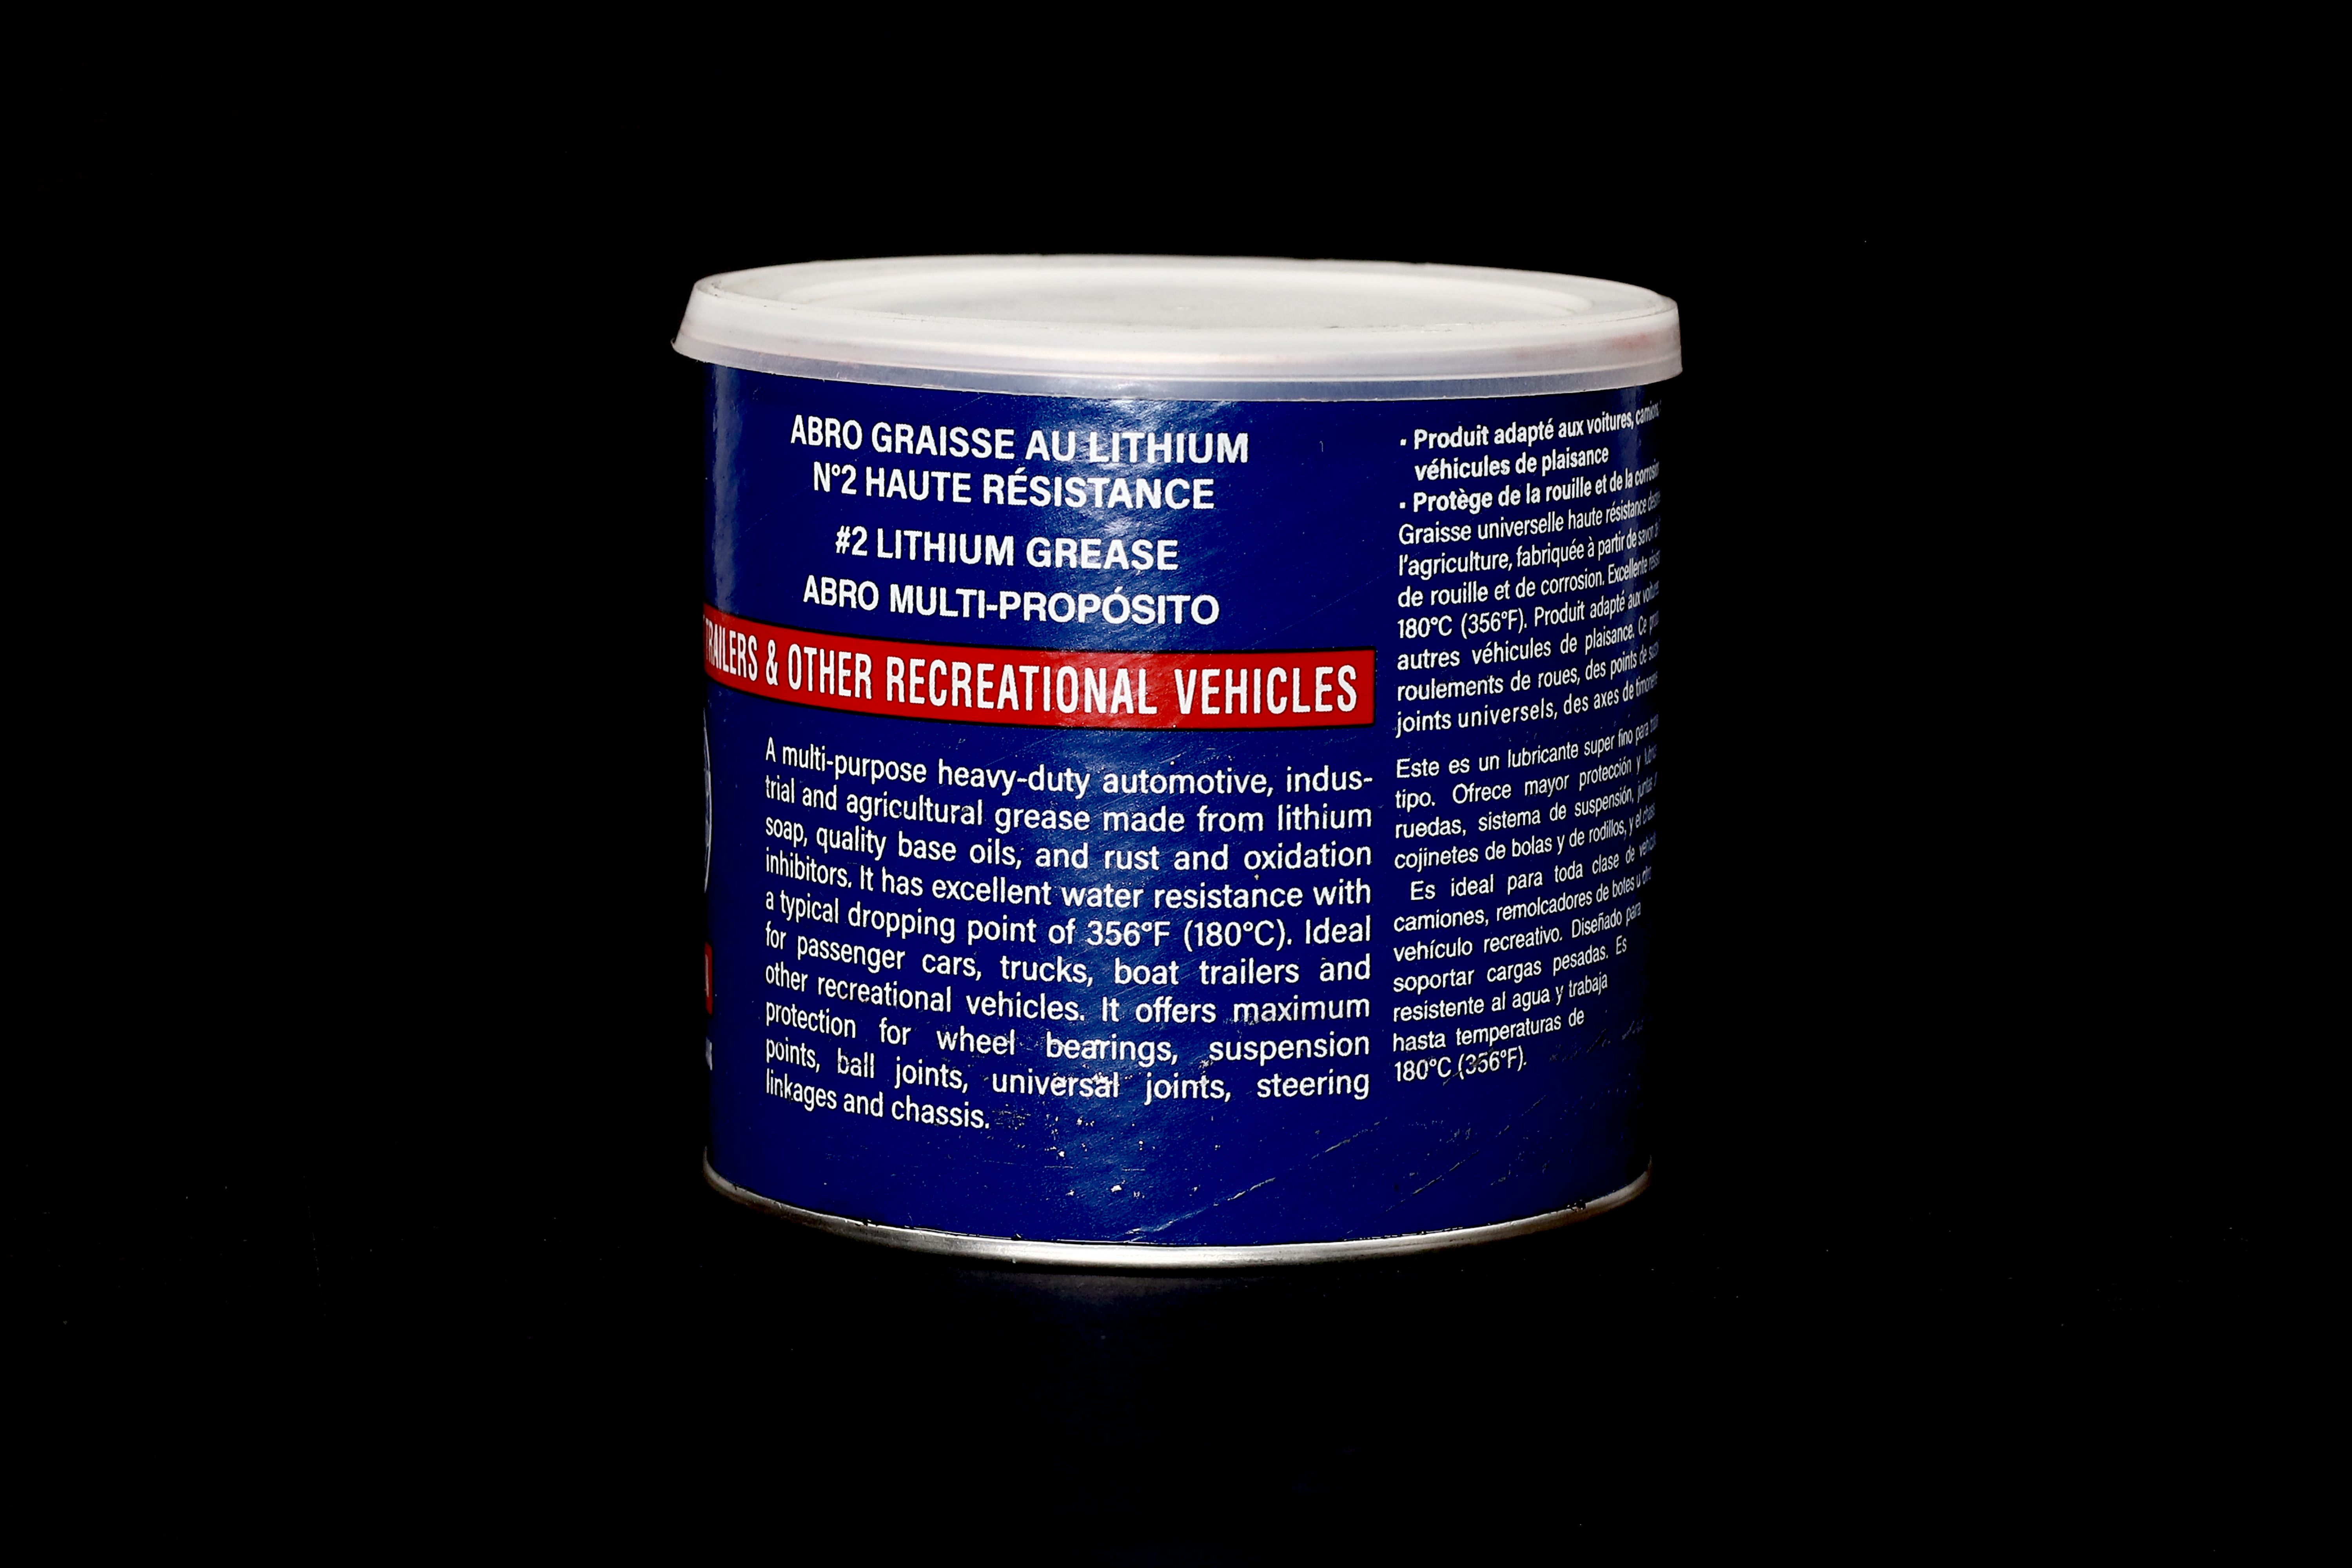 ABRO GRAISSE AU LITHIUM
N°2 HAUTE RÉSISTANCE
#2 LITHIUM GREASE
ABRO MULTI-PROPÓSITO
TRAILERS & OTHER RECREATIONAL VEHICLES
A multi-purpose heavy-duty automotive, indus-
trial and agricultural grease made from lithium
soap, quality base oils, and rust and oxidation
inhibitors. It has excellent water resistance with
a typical dropping point of 356°F (180°C). Ideal
for passenger cars, trucks, boat trailers and
other recreational vehicles. It offers maximum
protection for wheel bearings, suspension
points, ball joints, universal joints, steering
linkages and chassis.
· Produit adapté aux voitures,
véhicules de plaisance
· Protège de la rouille et de la
Graisse universelle haute résistance
l'agriculture, fabriquée à partir de savon
de rouille et de corrosion. Excellente
180°C (356°F). Produit adapté aux
autres véhicules de plaisance. Ce
roulements de roues, des points de
joints universels, des axes de
Este es un lubricante super fino para
tipo. Ofrece mayor protección y
ruedas, sistema de suspensión,
cojinetes de bolas y de rodillos, y el
Es ideal para toda clase de
camiones, remolcadores de botes u
vehículo recreativo. Diseñado para
soportar cargas pesadas. Es
resistente al agua y trabaja
hasta temperaturas de
180°C (356°F).